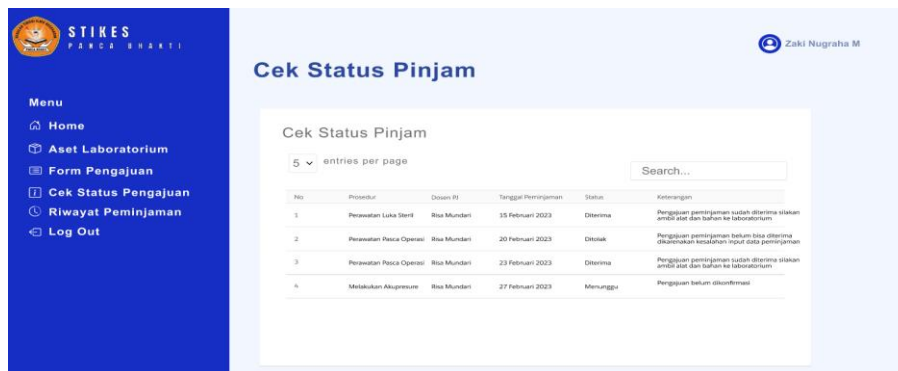 STIKES
PANCA BHAKTI
Zaki Nugraha M
Cek Status Pinjam
Menu
Home
Aset Laboratorium
Form Pengajuan
Cek Status Pengajuan
Riwayat Peminjaman
Log Out
Cek Status Pinjam
5 entries per page
Search...
No Prosedur Dosen PJ Tanggal Peminjaman Status Keterangan
1 Perawatan Luka Steril Risa Mundari 15 Februari 2023 Diterima Pengajuan peminjaman sudah diterima silakan
ambil alat dan bahan ke laboratorium
2 Perawatan Pasca Operasi Risa Mundari 20 Februari 2023 Ditolak Pengajuan peminjaman belum bisa diterima
dikarenakan kesalahan input data peminjaman
3 Perawatan Pasca Operasi Risa Mundari 23 Februari 2023 Diterima Pengajuan peminjaman sudah diterima silakan
ambil alat dan bahan ke laboratorium
4 Melakukan Akupresure Risa Mundari 27 Februari 2023 Menunggu Pengajuan belum dikonfirmasi